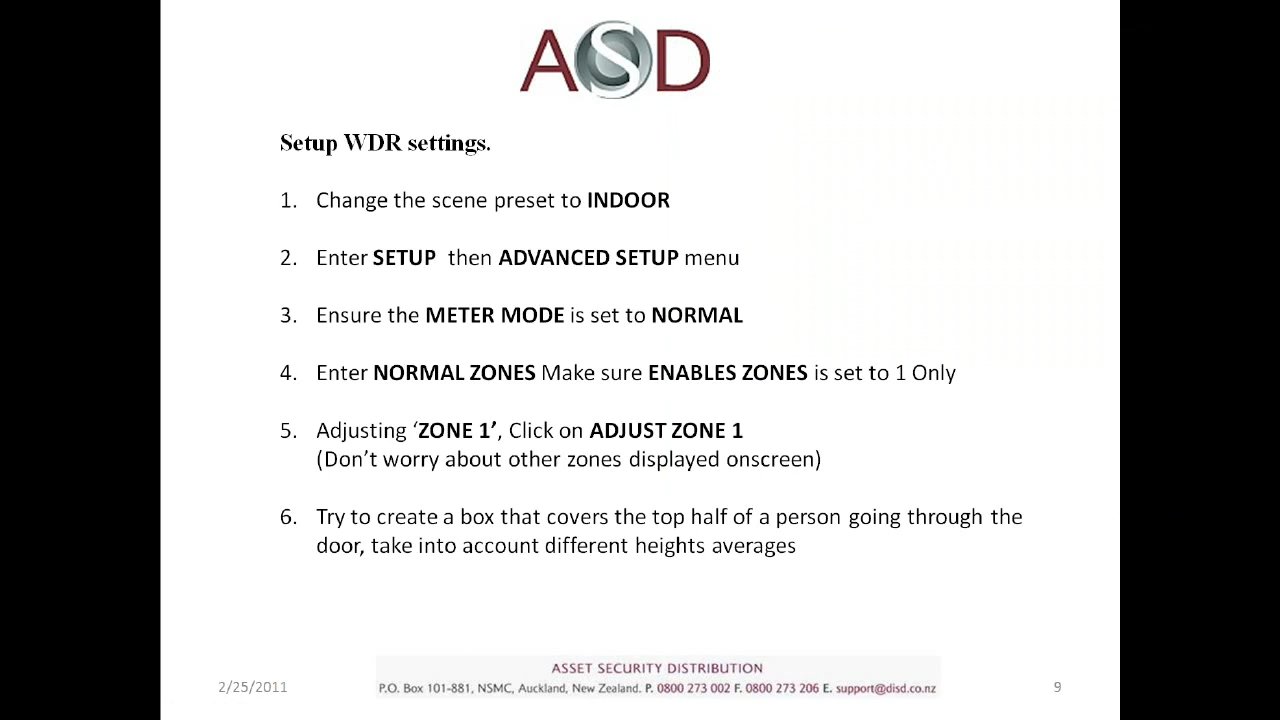 ASD
Setup WDR settings.
1. Change the scene preset to INDOOR
2. Enter SETUP then ADVANCED SETUP menu
3. Ensure the METER MODE is set to NORMAL
4. Enter NORMAL ZONES Make sure ENABLES ZONES is set to 1 Only
5. Adjusting ‘ZONE 1’, Click on ADJUST ZONE 1
(Don’t worry about other zones displayed onscreen)
6. Try to create a box that covers the top half of a person going through the
door, take into account different heights averages
ASSET SECURITY DISTRIBUTION
P.O. Box 101-881, NSMC, Auckland, New Zealand. P. 0800 273 002 F. 0800 273 206 E. support@disd.co.nz
2/25/2011
9